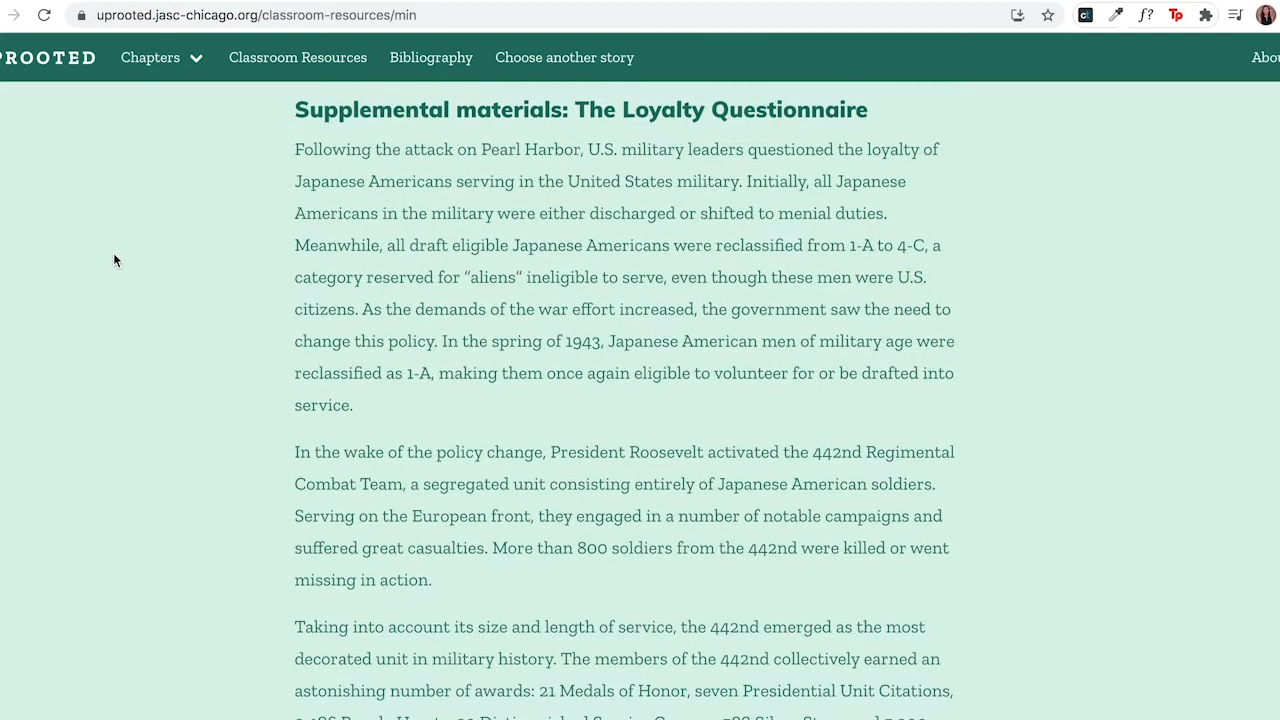 uprooted.jasc-chicago.org/classroom-resources/min
PROOTED Chapters Classroom Resources Bibliography Choose another story
Supplemental materials: The Loyalty Questionnaire
Following the attack on Pearl Harbor, U.S. military leaders questioned the loyalty of
Japanese Americans serving in the United States military. Initially, all Japanese
Americans in the military were either discharged or shifted to menial duties.
Meanwhile, all draft eligible Japanese Americans were reclassified from 1-A to 4-C, a
category reserved for "aliens" ineligible to serve, even though these men were U.S.
citizens. As the demands of the war effort increased, the government saw the need to
change this policy. In the spring of 1943, Japanese American men of military age were
reclassified as 1-A, making them once again eligible to volunteer for or be drafted into
service.
In the wake of the policy change, President Roosevelt activated the 442nd Regimental
Combat Team, a segregated unit consisting entirely of Japanese American soldiers.
Serving on the European front, they engaged in a number of notable campaigns and
suffered great casualties. More than 800 soldiers from the 442nd were killed or went
missing in action.
Taking into account its size and length of service, the 442nd emerged as the most
decorated unit in military history. The members of the 442nd collectively earned an
astonishing number of awards: 21 Medals of Honor, seven Presidential Unit Citations,